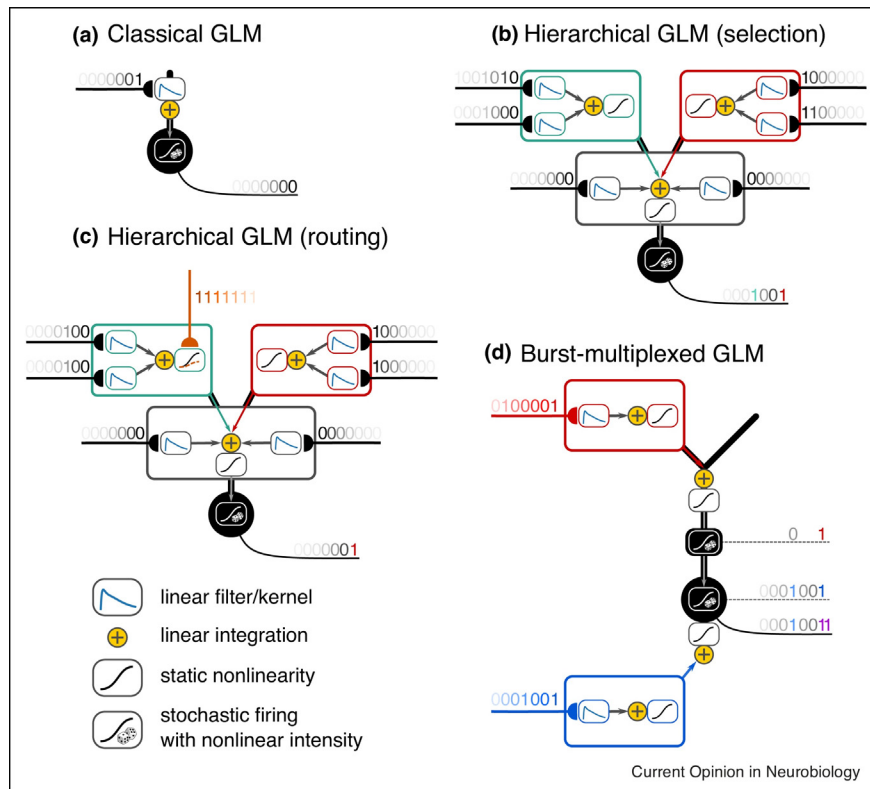 (a) Classical GLM
0000001
0000000
(b) Hierarchical GLM (selection)
1001010
0001000
1000000
1100000
0000000
0000000
0001001
(c) Hierarchical GLM (routing)
1111111
0000100
0000100
1000000
1000000
0000000
0000000
0000001
linear filter/kernel
linear integration
static nonlinearity
stochastic firing
with nonlinear intensity
(d) Burst-multiplexed GLM
0100001
0 1
0001001
00010011
0001001
Current Opinion in Neurobiology